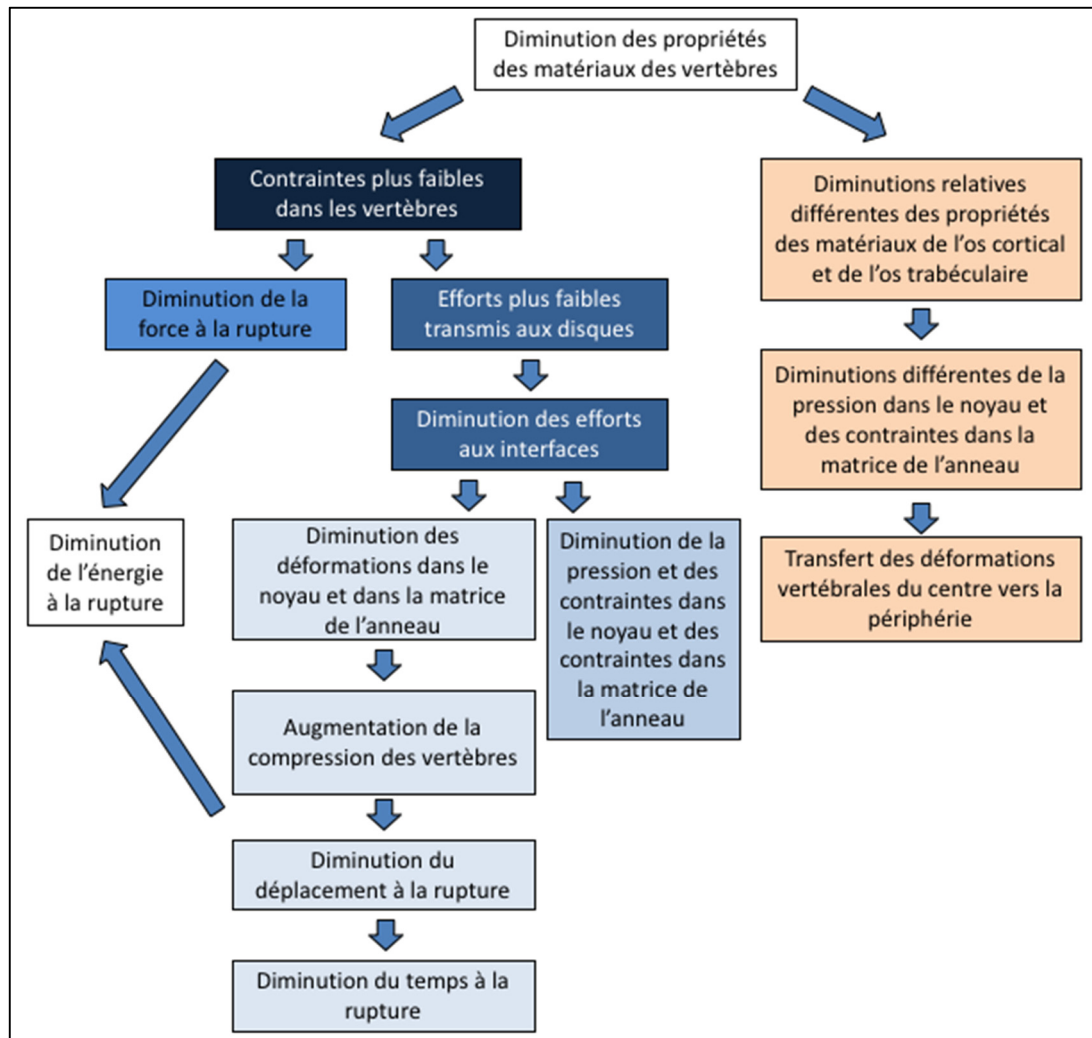 Diminution des propriétés
des matériaux des vertèbres
Contraintes plus faibles
dans les vertèbres
Diminutions relatives
différentes des propriétés
des matériaux de l'os cortical
et de l'os trabéculaire
Diminution de la
force à la rupture
Efforts plus faibles
transmis aux disques
Diminutions différentes de la
pression dans le noyau et
des contraintes dans la
matrice de l'anneau
Diminution des efforts
aux interfaces
Diminution
de l'énergie
à la rupture
Diminution des
déformations dans le
noyau et dans la matrice
de l'anneau
Diminution de la
pression et des
contraintes dans
le noyau et des
contraintes dans
la matrice de
l'anneau
Transfert des déformations
vertébrales du centre vers la
périphérie
Augmentation de la
compression des vertèbres
Diminution du
déplacement à la rupture
Diminution du temps à la
rupture